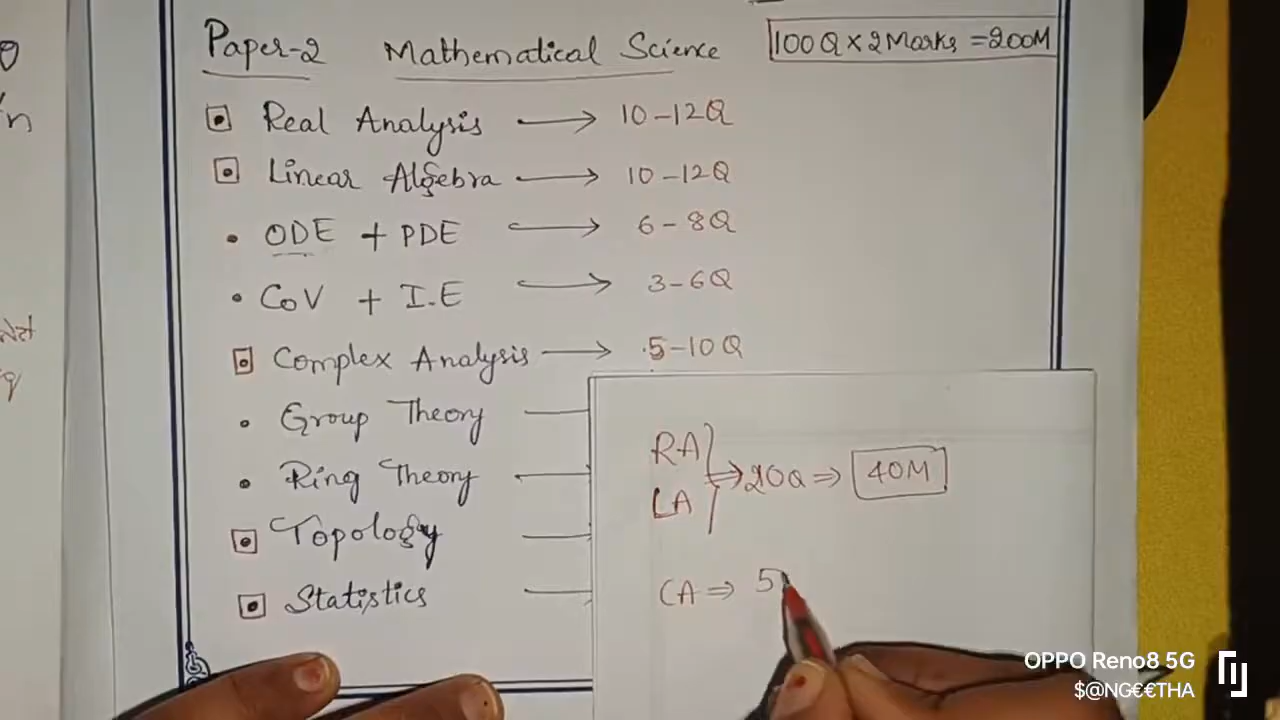 Paper-2 Mathematical Science 100Q × 2 Marks = 200M
Real Analysis → 10-12Q
Linear Algebra → 10-12Q
• ODE + PDE → 6-8Q
• CoV + I.E → 3-6Q
Complex Analysis → 5-10Q
• Group Theory
• Ring Theory
Topology
Statistics
RA
LA
⇒ 20Q ⇒ 40M
CA ⇒ 5
OPPO Reno8 5G
$@NG€€THA